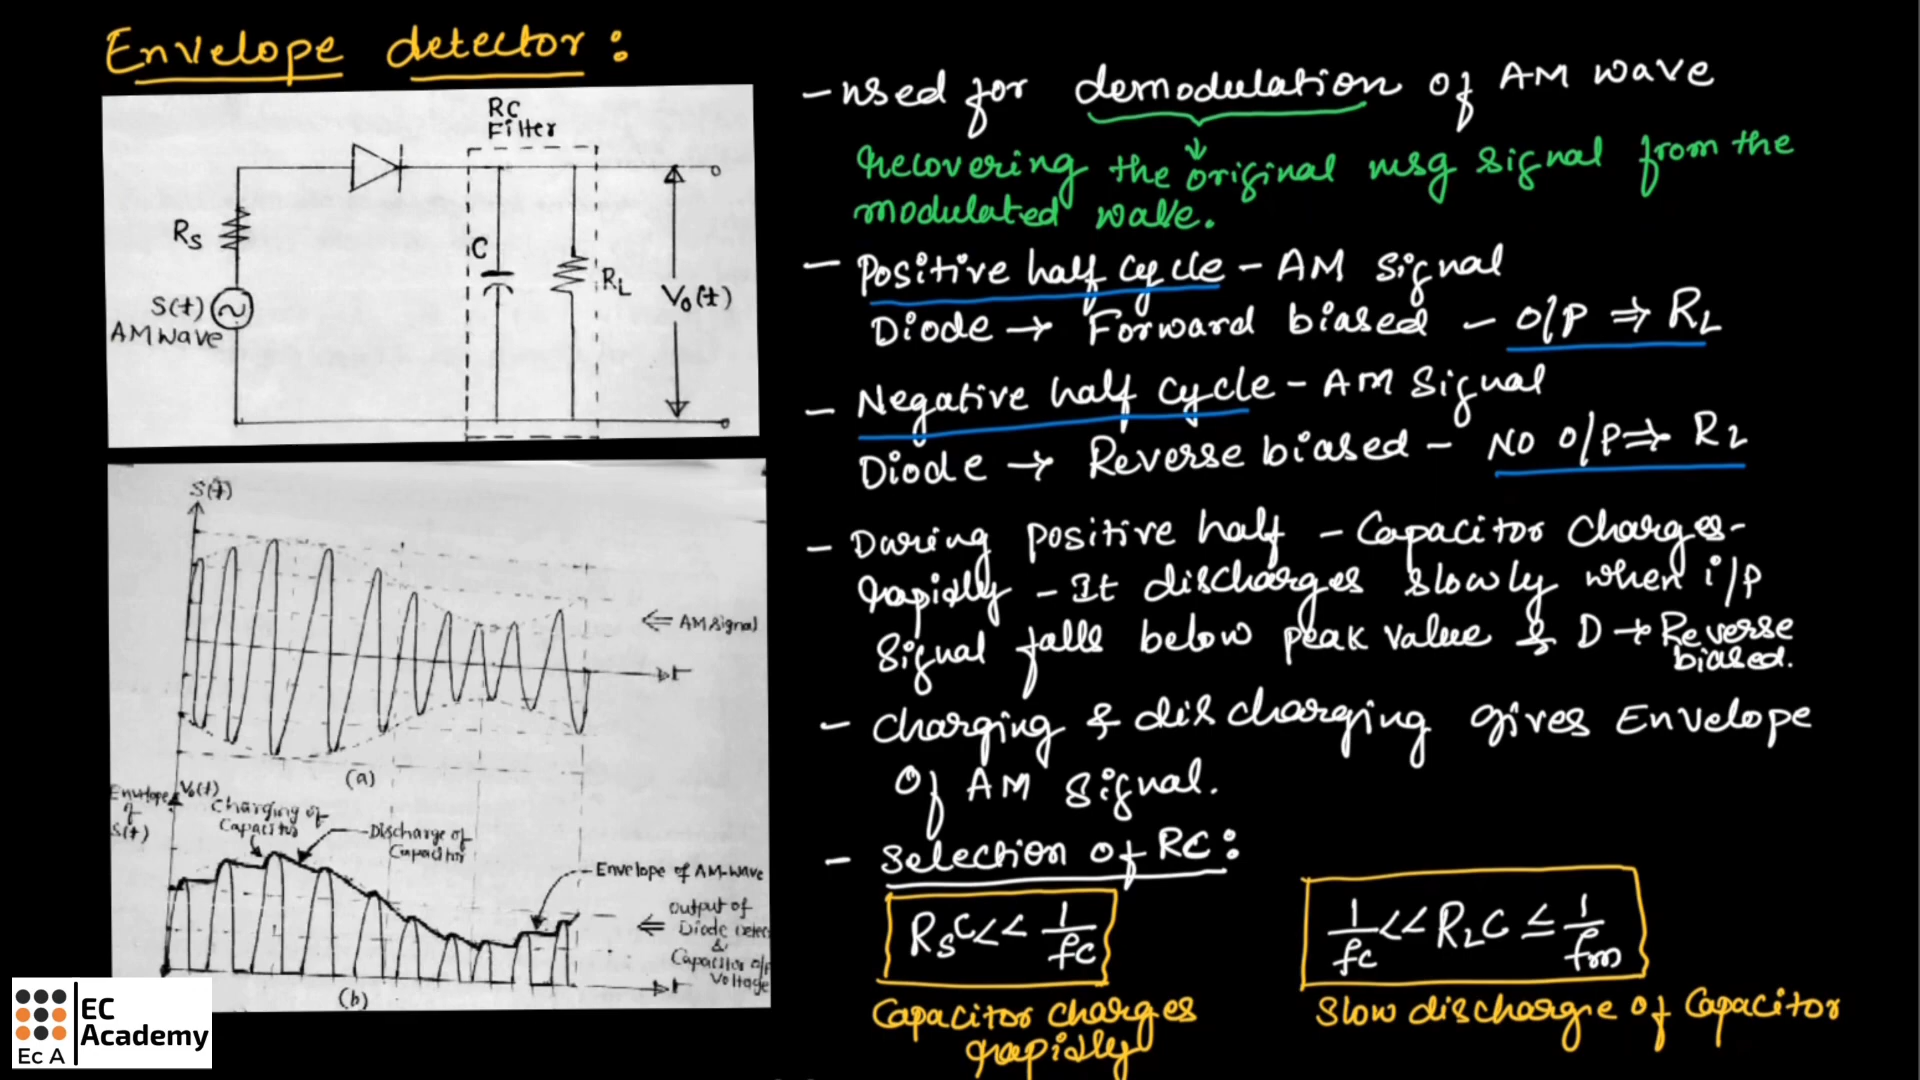 Envelope detector :
RC
Filter
Rs
C
RL
Vo(t)
S(t)
AM wave
S(t)
⇐ AM signal
t
(a)
Envelope of S(t)
Vo(t)
Charging of
Capacitor
Discharge of
Capacitor
Envelope of AM-wave
⇐ Output of
Diode Detec
&
Capacitor o/p
Voltage
t
(b)
EC
Academy
Ec A
- used for demodulation of AM wave
recovering the original msg signal from the
modulated wave.
- Positive half cycle - AM signal
Diode → Forward biased - o/p ⇒ RL
- Negative half cycle - AM signal
Diode → Reverse biased - No o/p ⇒ RL
- During positive half - Capacitor charges -
rapidly - It discharges slowly when i/p
signal falls below peak value & D → Reverse
biased.
- Charging & discharging gives Envelope
Of AM signal.
- Selection of RC :
RsC << 1/fc
1/fc << RLC ≤ 1/fm
Capacitor charges
rapidly
Slow discharge of Capacitor